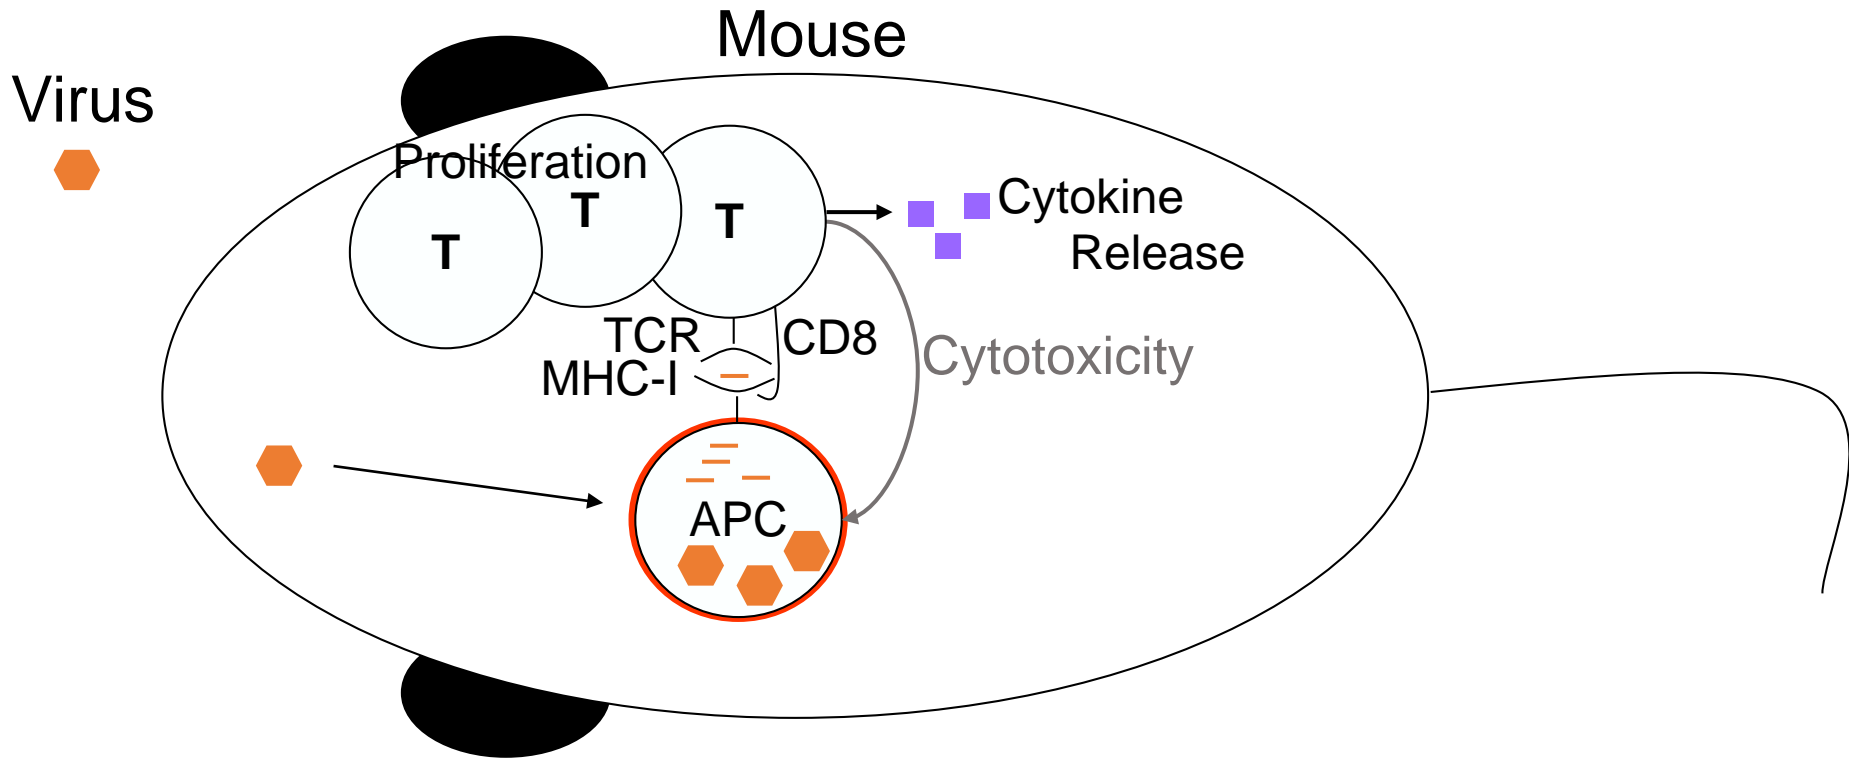 Mouse
Virus
Proliferation
T
T
T
Cytokine
Release
TCR
CD8
MHC-I
Cytotoxicity
APC